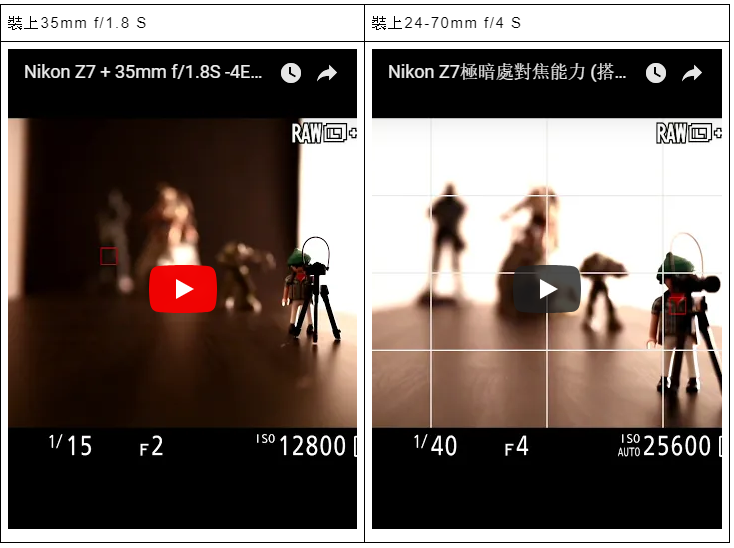 裝上35mm f/1.8 S
裝上24-70mm f/4 S
Nikon Z7 + 35mm f/1.8S -4E...
Nikon Z7極暗處對焦能力 (搭...
RAW L +
RAW L +
1/15 F2 ISO 12800
1/40 F4 ISO AUTO 25600